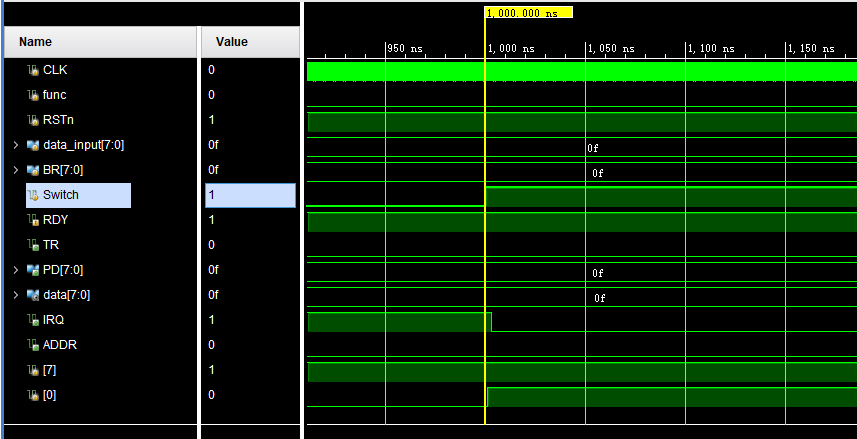 1,000.000 ns
Name Value
950 ns 1,000 ns 1,050 ns 1,100 ns 1,150 ns
CLK 0
func 0
RSTn 1
data_input[7:0] 0f 0f
BR[7:0] 0f 0f
Switch 1
RDY 1
TR 0
PD[7:0] 0f 0f
data[7:0] 0f 0f
IRQ 1
ADDR 0
[7] 1
[0] 0